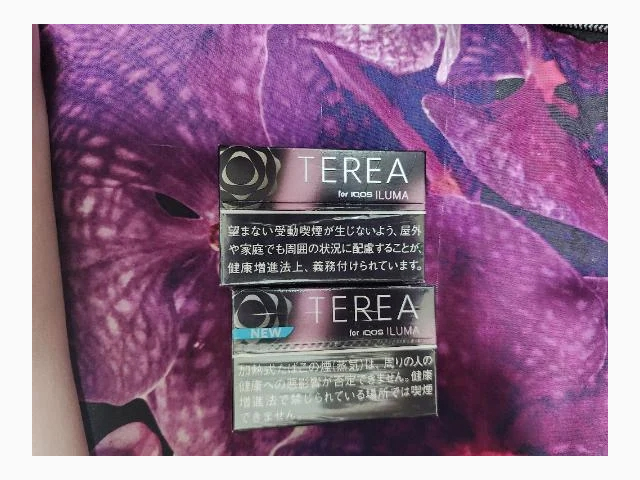 TEREA
for IQOS ILUMA
望まない受動喫煙が生じないよう、屋外
や家庭でも周囲の状況に配慮することが、
健康増進法上、義務付けられています。
TEREA
NEW
for IQOS ILUMA
加熱式たばこの煙(蒸気)は、周りの人の
健康への悪影響が否定できません。健康
増進法で禁じられている場所では喫煙
できません。